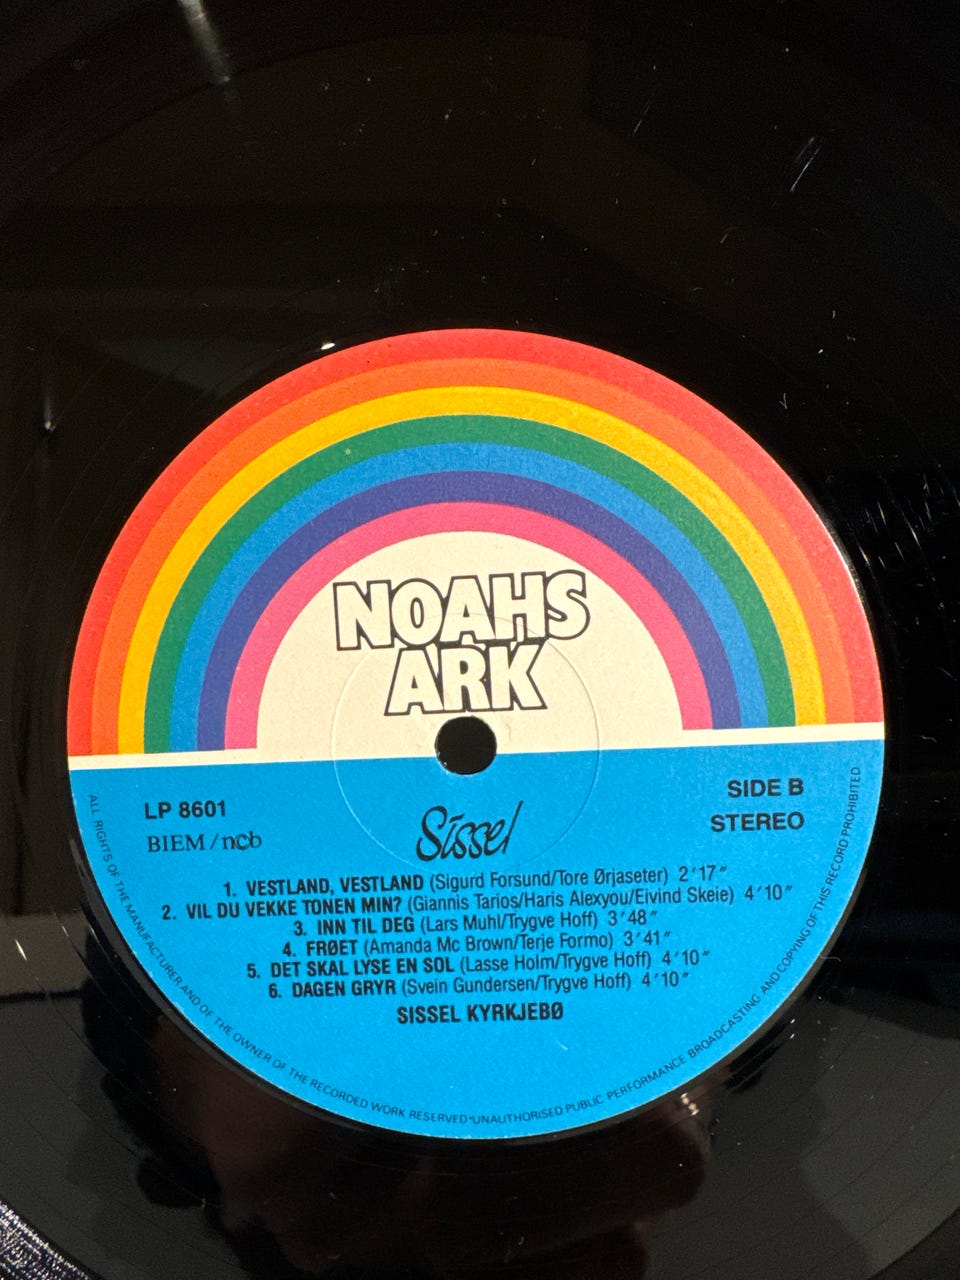 NOAHS
ARK
LP 8601
BIEM/ncb
SIDE B
STEREO
Sissel
1. VESTLAND, VESTLAND (Sigurd Forsund/Tore Ørjaseter) 2′17″
2. VIL DU VEKKE TONEN MIN? (Giannis Tarios/Haris Alexyou/Eivind Skeie) 4′10″
3. INN TIL DEG (Lars Muhl/Trygve Hoff) 3′48″
4. FRØET (Amanda Mc Brown/Terje Formo) 3′41″
5. DET SKAL LYSE EN SOL (Lasse Holm/Trygve Hoff) 4′10″
6. DAGEN GRYR (Svein Gundersen/Trygve Hoff) 4′10″
SISSEL KYRKJEBØ
ALL RIGHTS OF THE MANUFACTURER AND OF THE OWNER OF THE RECORDED WORK RESERVED*UNAUTHORISED PUBLIC PERFORMANCE BROADCASTING AND COPYING OF THIS RECORD PROHIBITED